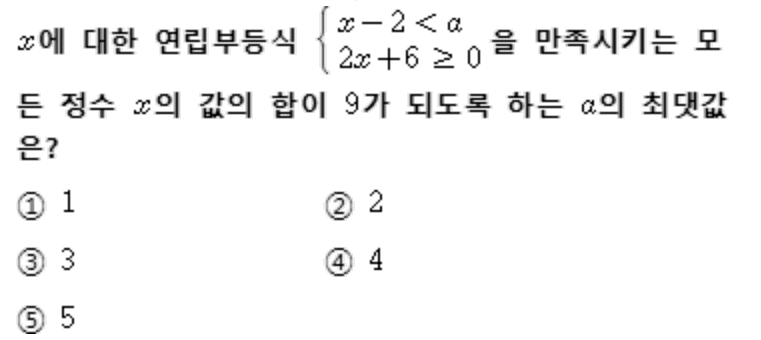 x에 대한 연립부등식 { x-2 < a
2x+6 ≥ 0 을 만족시키는 모
든 정수 x의 값의 합이 9가 되도록 하는 a의 최댓값
은?
① 1 ② 2
③ 3 ④ 4
⑤ 5